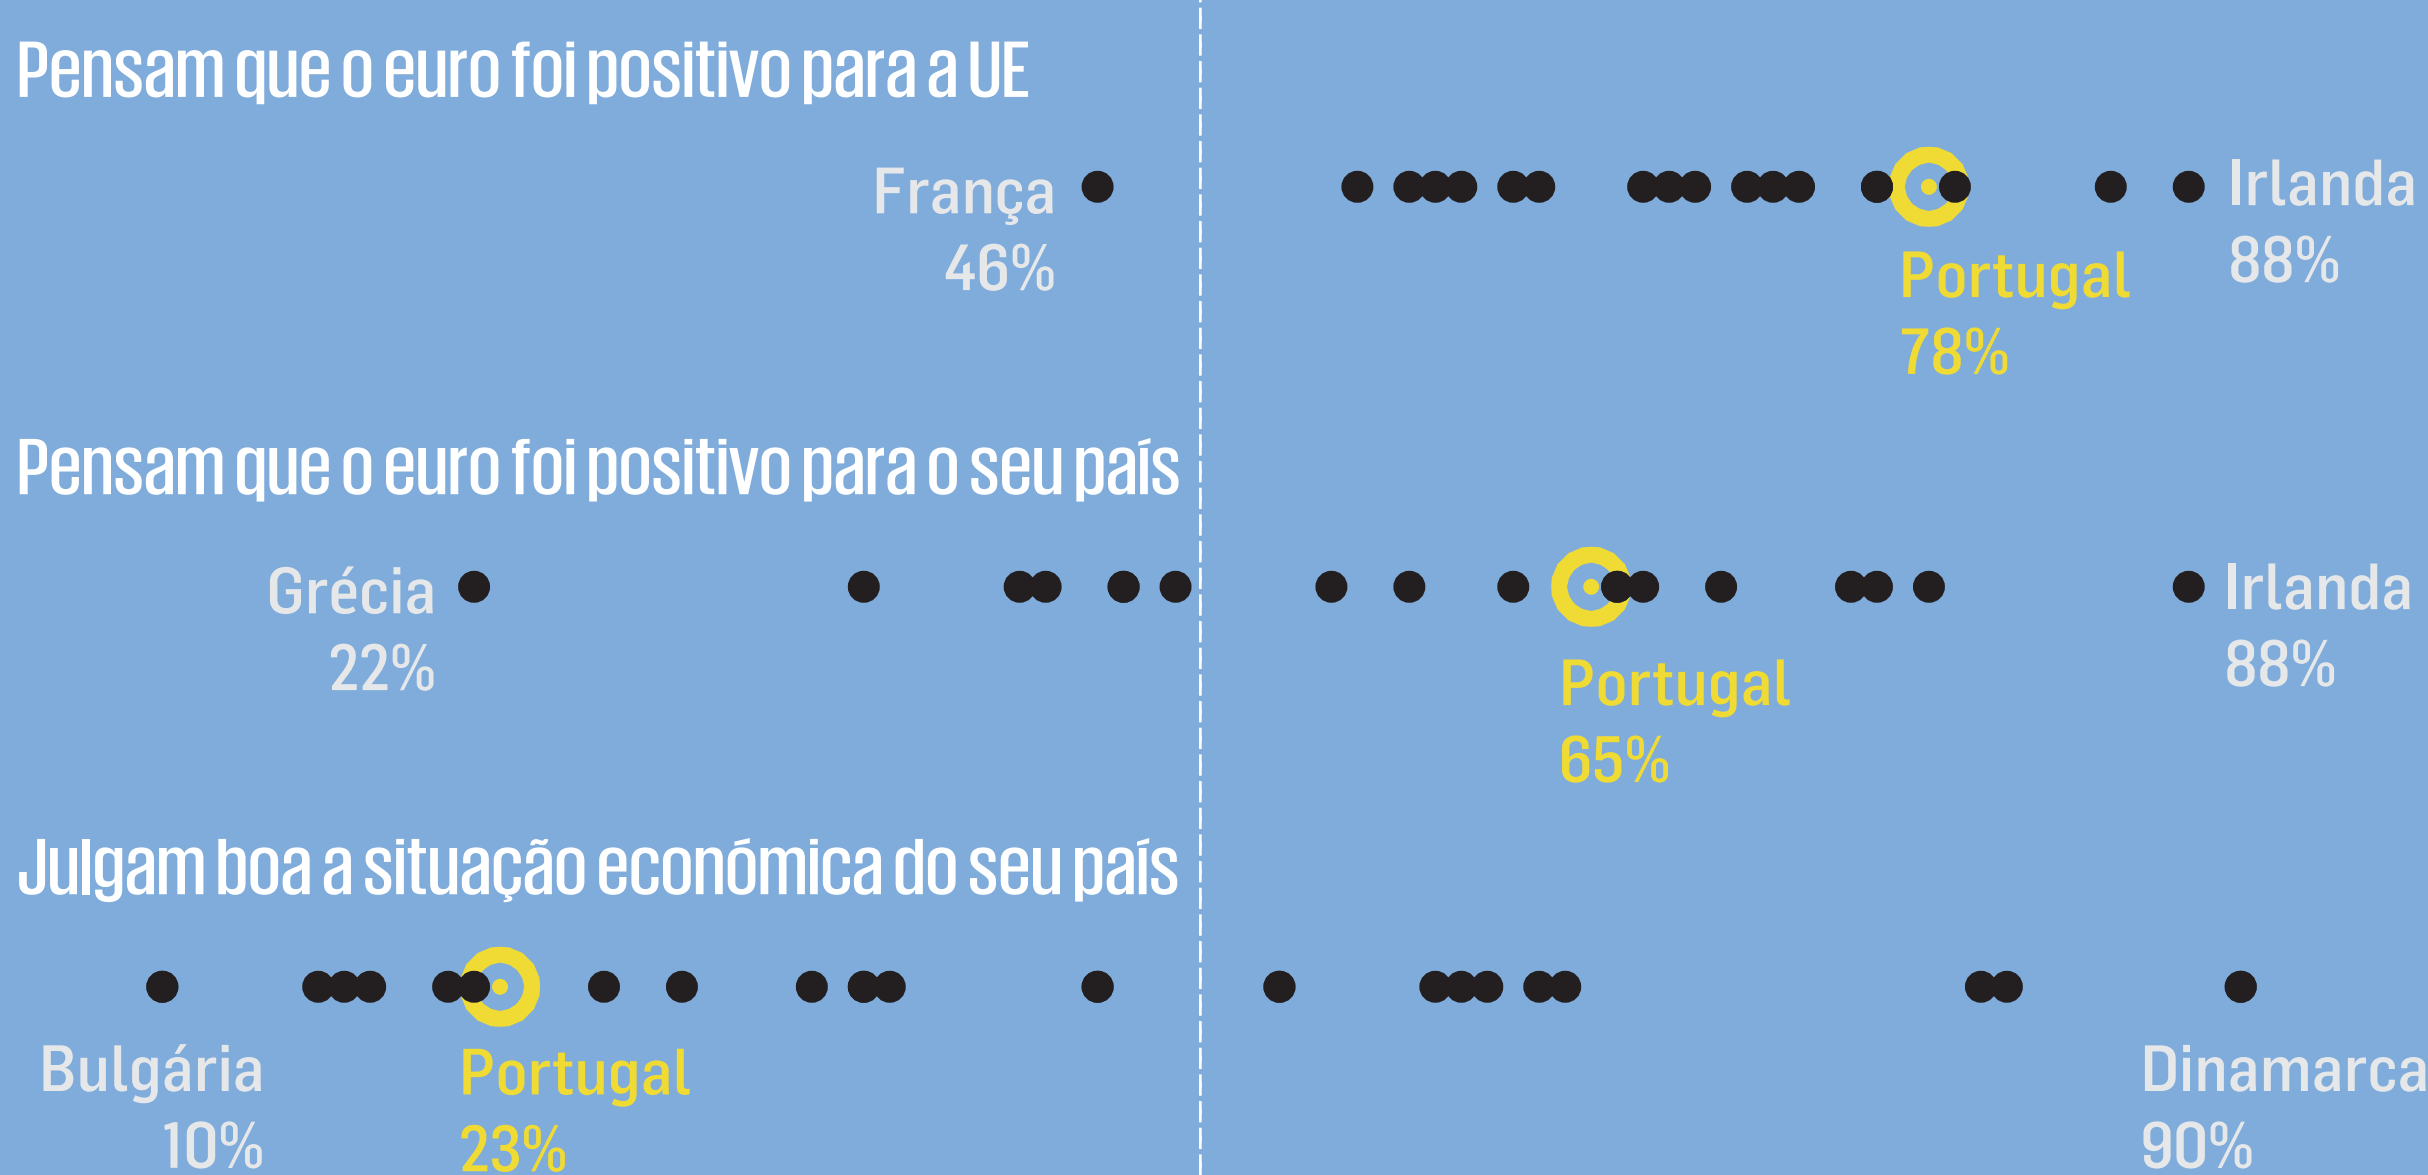 Pensam que o euro foi positivo para a UE
França
46%
Portugal
78%
Irlanda
88%
Pensam que o euro foi positivo para o seu país
Grécia
22%
Portugal
65%
Irlanda
88%
Julgam boa a situação económica do seu país
Bulgária
10%
Portugal
23%
Dinamarca
90%